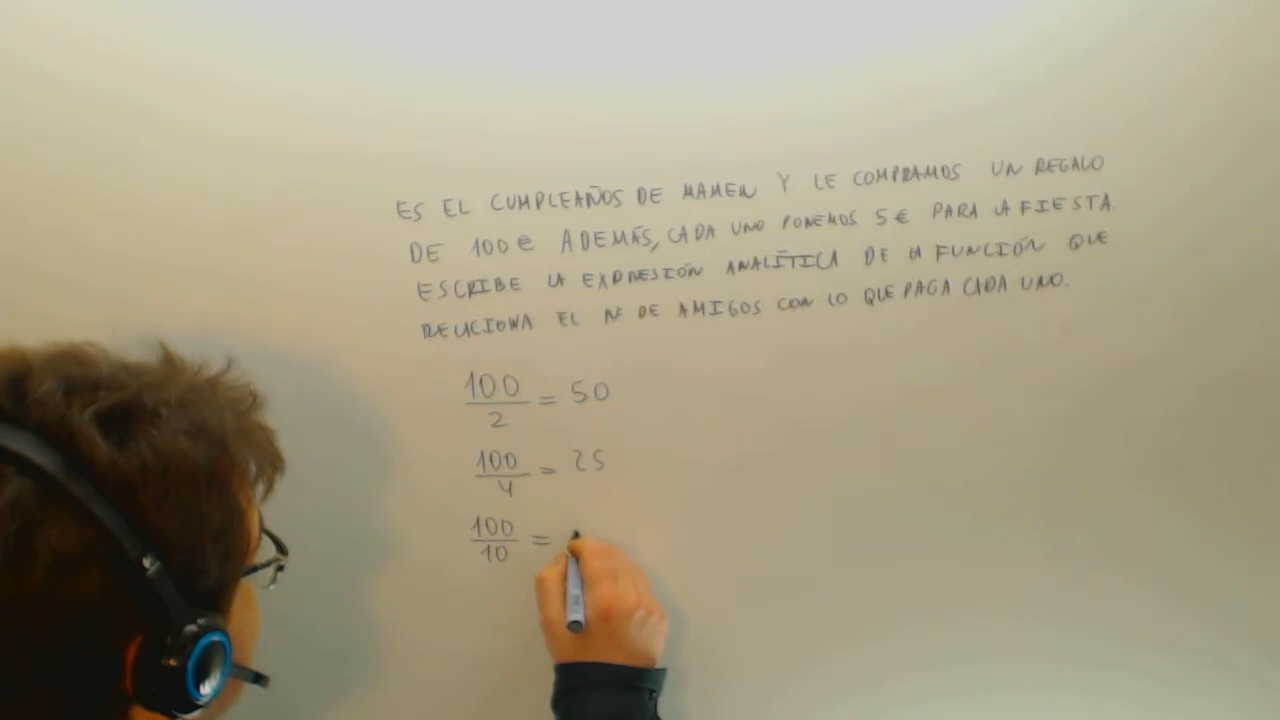 ES EL CUMPLEAÑOS DE MAMEN Y LE COMPRAMOS UN REGALO
DE 100€ ADEMÁS, CADA UNO PONEMOS 5€ PARA LA FIESTA.
ESCRIBE LA EXPRESIÓN ANALÍTICA DE LA FUNCIÓN QUE
RELACIONA EL Nº DE AMIGOS CON LO QUE PAGA CADA UNO.
100/2 = 50
100/4 = 25
100/10 =